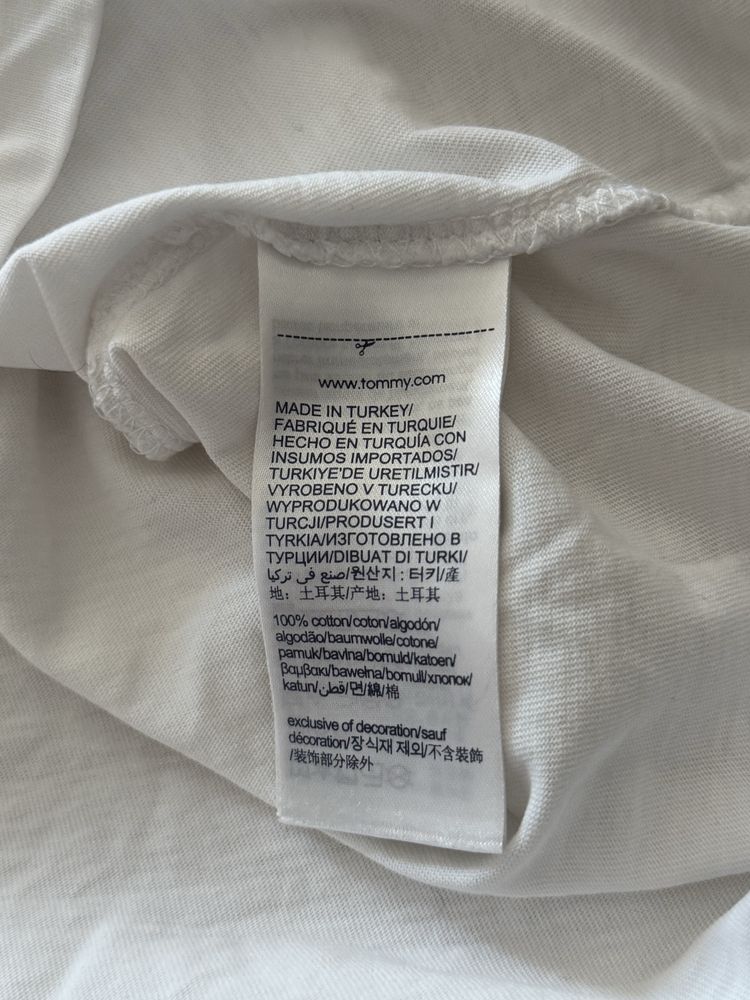 www.tommy.com
MADE IN TURKEY/
FABRIQUÉ EN TURQUIE/
HECHO EN TURQUÍA CON
INSUMOS IMPORTADOS/
TURKIYE'DE URETILMISTIR/
VYROBENO V TURECKU/
WYPRODUKOWANO W
TURCJI/PRODUSERT I
TYRKIA/ИЗГОТОВЛЕНО В
ТУРЦИИ/DIBUAT DI TURKI/
صنع في تركيا/원산지 : 터키/產
地：土耳其/产地：土耳其
100% cotton/coton/algodón/
algodão/baumwolle/cotone/
pamuk/bavlna/bomuld/katoen/
βαμβακι/bawełna/bomull/хлопок/
katun/قطن/면/綿/棉
exclusive of decoration/sauf
décoration/장식재 제외/不含裝飾
/装饰部分除外